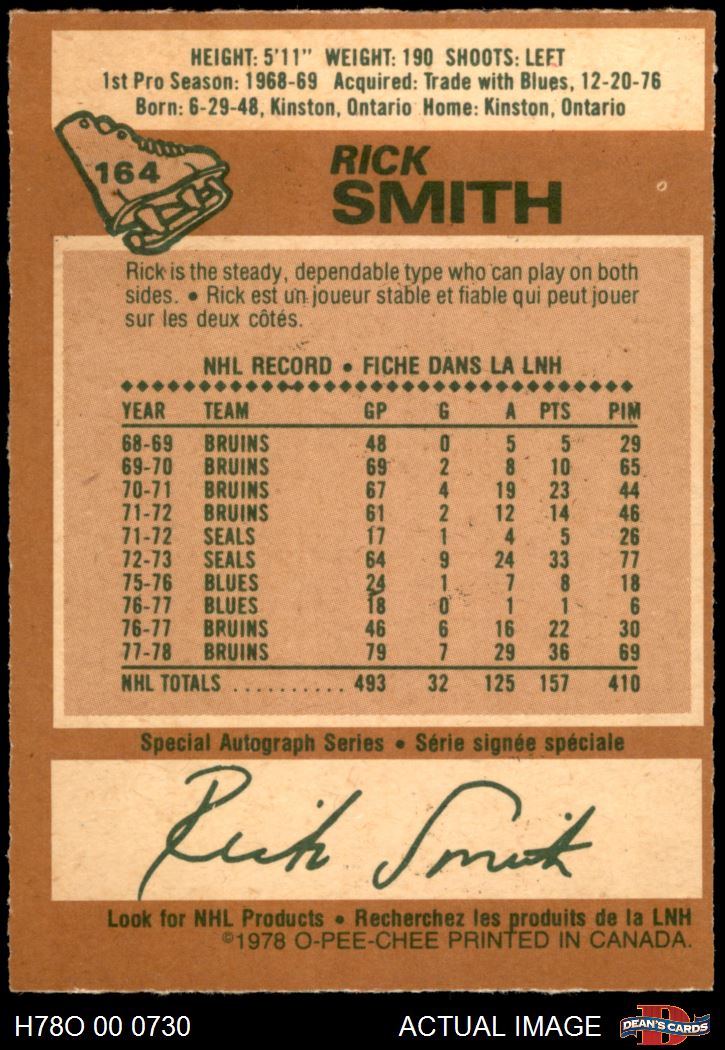 HEIGHT: 5'11" WEIGHT: 190 SHOOTS: LEFT
1st Pro Season: 1968-69 Acquired: Trade with Blues, 12-20-76
Born: 6-29-48, Kinston, Ontario Home: Kinston, Ontario
164
RICK
SMITH
Rick is the steady, dependable type who can play on both
sides. • Rick est un joueur stable et fiable qui peut jouer
sur les deux côtés.
NHL RECORD • FICHE DANS LA LNH
YEAR TEAM GP G A PTS PIM
68-69 BRUINS 48 0 5 5 29
69-70 BRUINS 69 2 8 10 65
70-71 BRUINS 67 4 19 23 44
71-72 BRUINS 61 2 12 14 46
71-72 SEALS 17 1 4 5 26
72-73 SEALS 64 9 24 33 77
75-76 BLUES 24 1 7 8 18
76-77 BLUES 18 0 1 1 6
76-77 BRUINS 46 6 16 22 30
77-78 BRUINS 79 7 29 36 69
NHL TOTALS .......... 493 32 125 157 410
Special Autograph Series • Série signée spéciale
Rick Smith
Look for NHL Products • Recherchez les produits de la LNH
©1978 O-PEE-CHEE PRINTED IN CANADA.
H78O 00 0730 ACTUAL IMAGE D DEAN'S CARDS